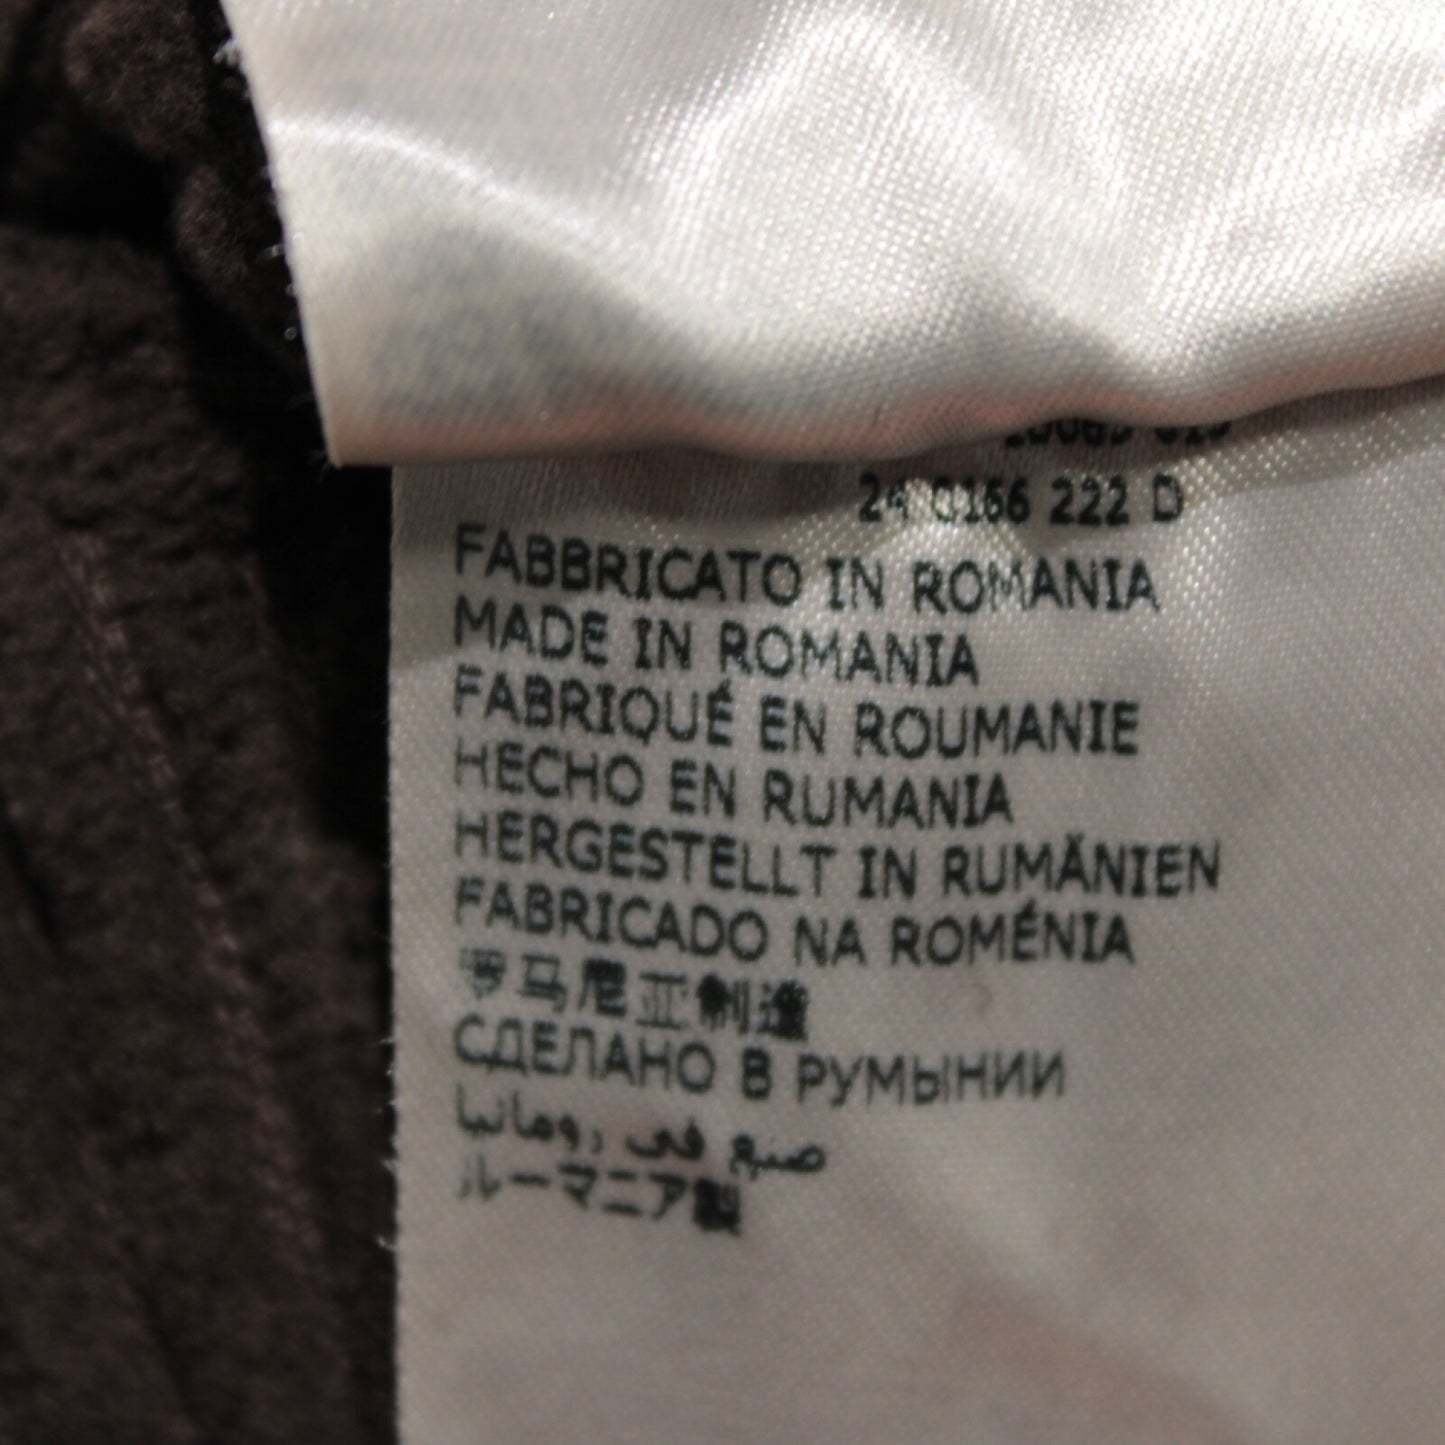 24 0166 222 D
FABBRICATO IN ROMANIA
MADE IN ROMANIA
FABRIQUÉ EN ROUMANIE
HECHO EN RUMANIA
HERGESTELLT IN RUMÄNIEN
FABRICADO NA ROMÉNIA
罗马尼亚制造
СДЕЛАНО В РУМЫНИИ
صنع في رومانيا
ルーマニア製